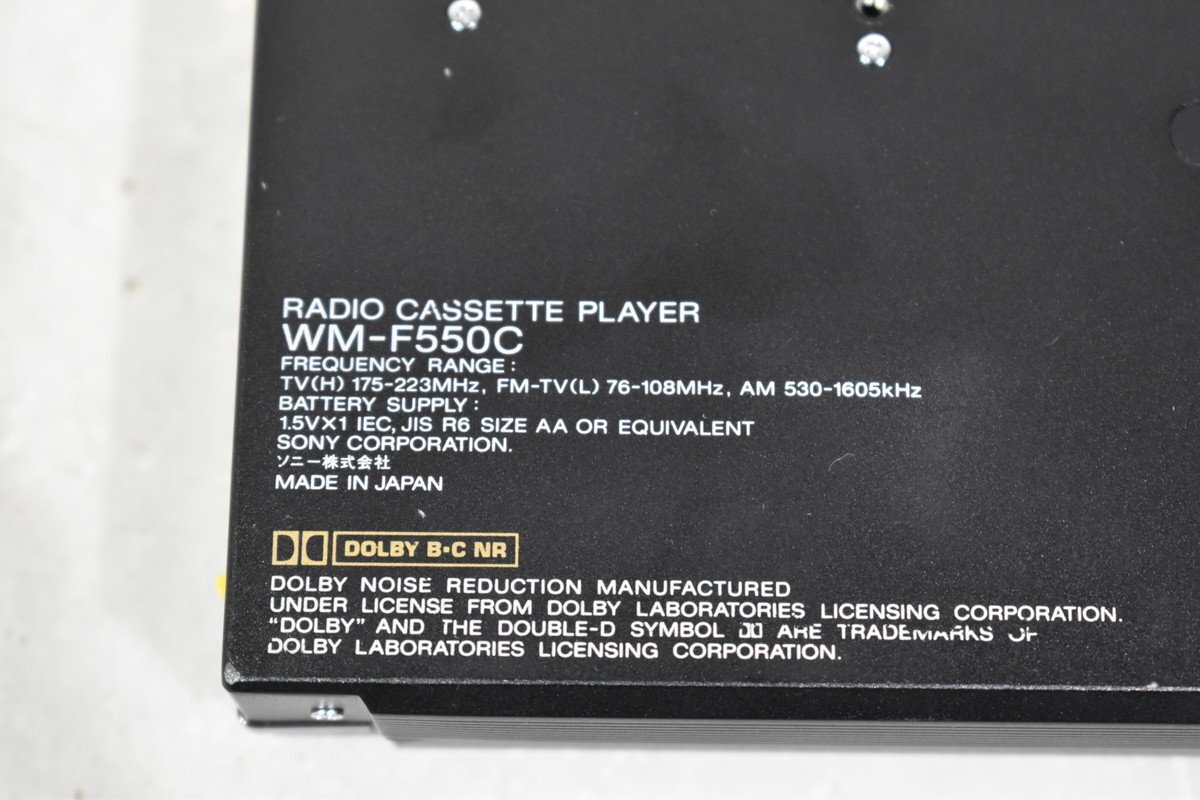 RADIO CASSETTE PLAYER
WM-F550C
FREQUENCY RANGE:
TV(H) 175-223MHz, FM-TV(L) 76-108MHz, AM 530-1605kHz
BATTERY SUPPLY:
1.5V×1 IEC, JIS R6 SIZE AA OR EQUIVALENT
SONY CORPORATION.
ソニー株式会社
MADE IN JAPAN
DOLBY B·C NR
DOLBY NOISE REDUCTION MANUFACTURED
UNDER LICENSE FROM DOLBY LABORATORIES LICENSING CORPORATION.
"DOLBY" AND THE DOUBLE-D SYMBOL ARE TRADEMARKS OF
DOLBY LABORATORIES LICENSING CORPORATION.